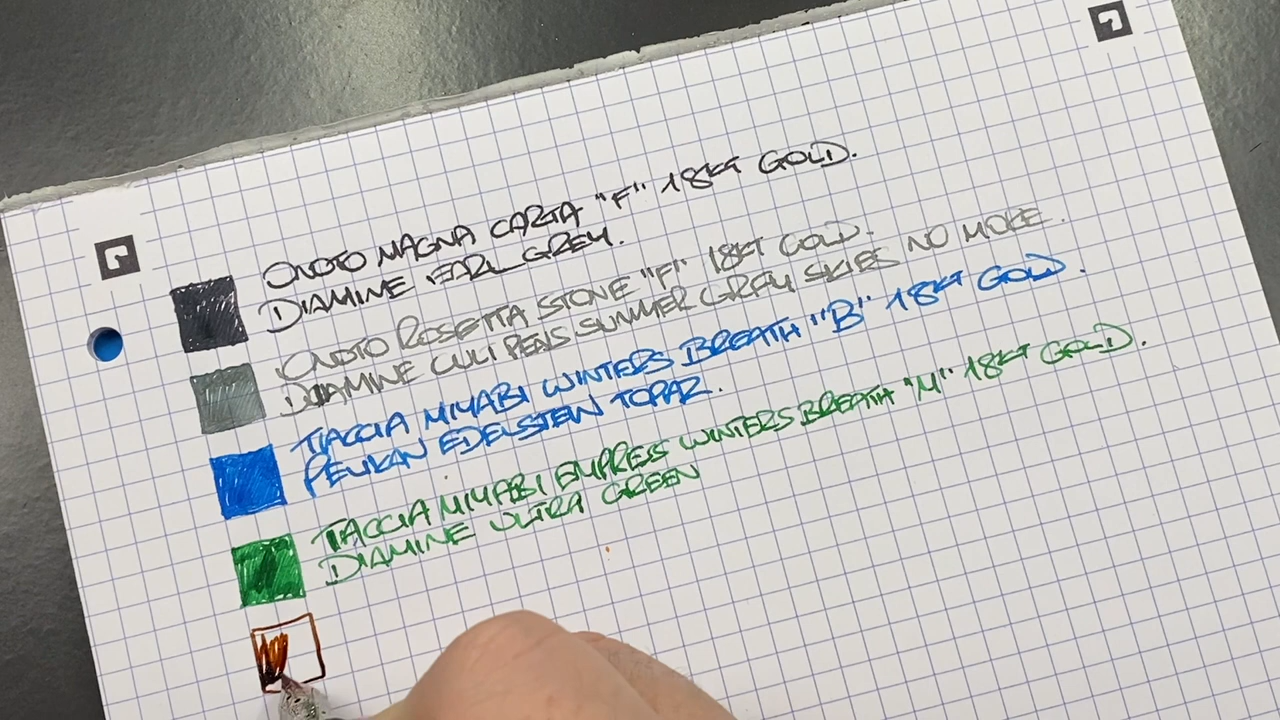 ONOTO MAGNA CARTA "F" 18KT GOLD.
DIAMINE EARL GREY.
ONOTO ROSETTA STONE "F" 18KT GOLD.
DIAMINE CULT PENS SUMMER GREY SKIES NO MORE.
TACCIA MIYABI WINTERS BREATH "B" 18KT GOLD.
PELIKAN EDELSTEIN TOPAZ.
TACCIA MIYABI EMPRESS WINTERS BREATH "M" 18KT GOLD.
DIAMINE ULTRA GREEN